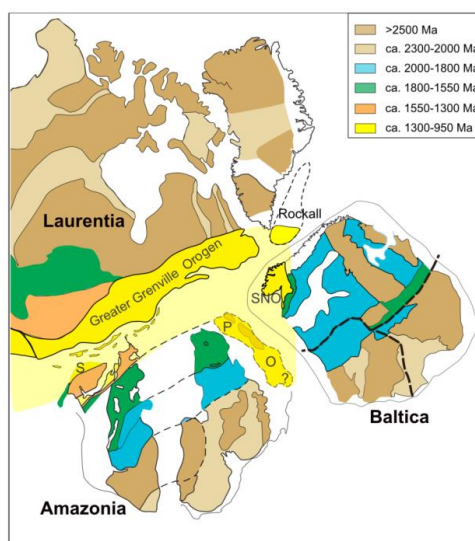 >2500 Ma
ca. 2300-2000 Ma
ca. 2000-1800 Ma
ca. 1800-1550 Ma
ca. 1550-1300 Ma
ca. 1300-950 Ma
Rockall
Laurentia
Greater Grenville Orogen
SNO
P
S
O
?
Baltica
Amazonia